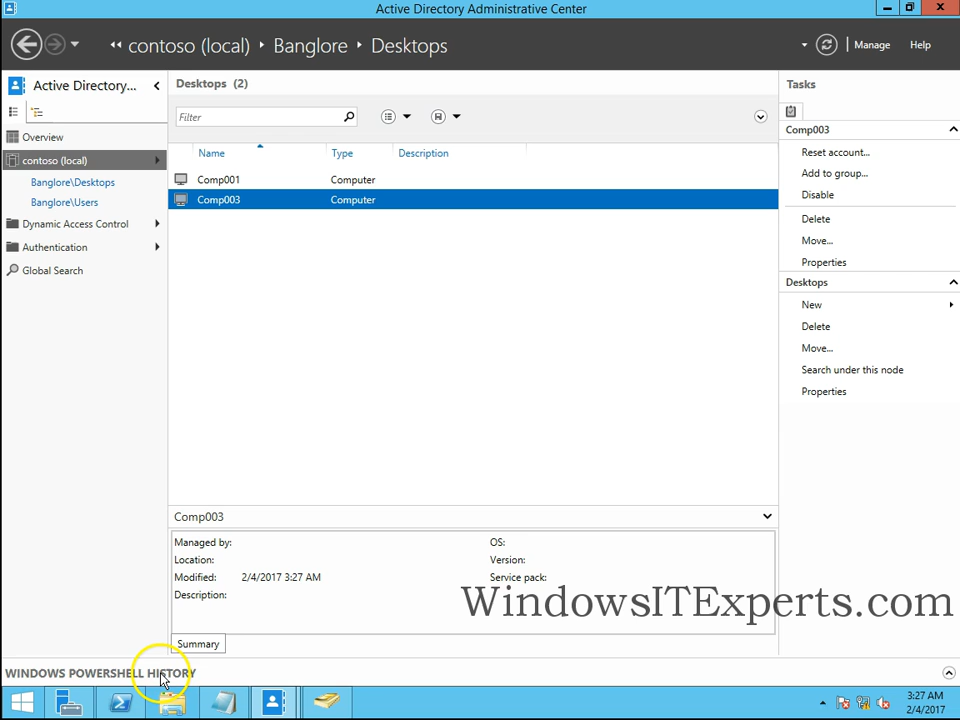 Active Directory Administrative Center
contoso (local) Banglore Desktops
Manage Help
Active Directory...
Overview
contoso (local)
Banglore\Desktops
Banglore\Users
Dynamic Access Control
Authentication
Global Search
Desktops (2)
Filter
Name Type Description
Comp001 Computer
Comp003 Computer
Comp003
Managed by: OS:
Location: Version:
Modified: 2/4/2017 3:27 AM Service pack:
Description:
Summary
Tasks
Comp003
Reset account...
Add to group...
Disable
Delete
Move...
Properties
Desktops
New
Delete
Move...
Search under this node
Properties
WindowsITExperts.com
WINDOWS POWERSHELL HISTORY
3:27 AM
2/4/2017